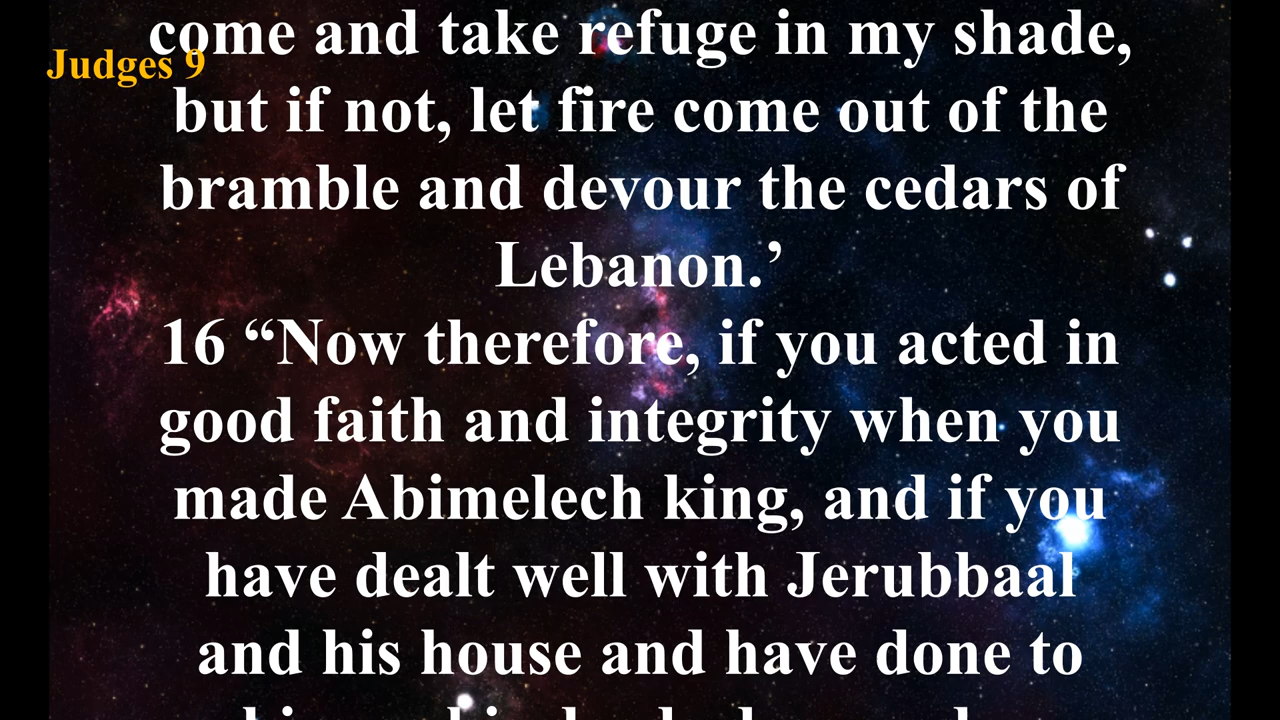 come and take refuge in my shade,
Judges 9
but if not, let fire come out of the
bramble and devour the cedars of
Lebanon.’
16 “Now therefore, if you acted in
good faith and integrity when you
made Abimelech king, and if you
have dealt well with Jerubbaal
and his house and have done to